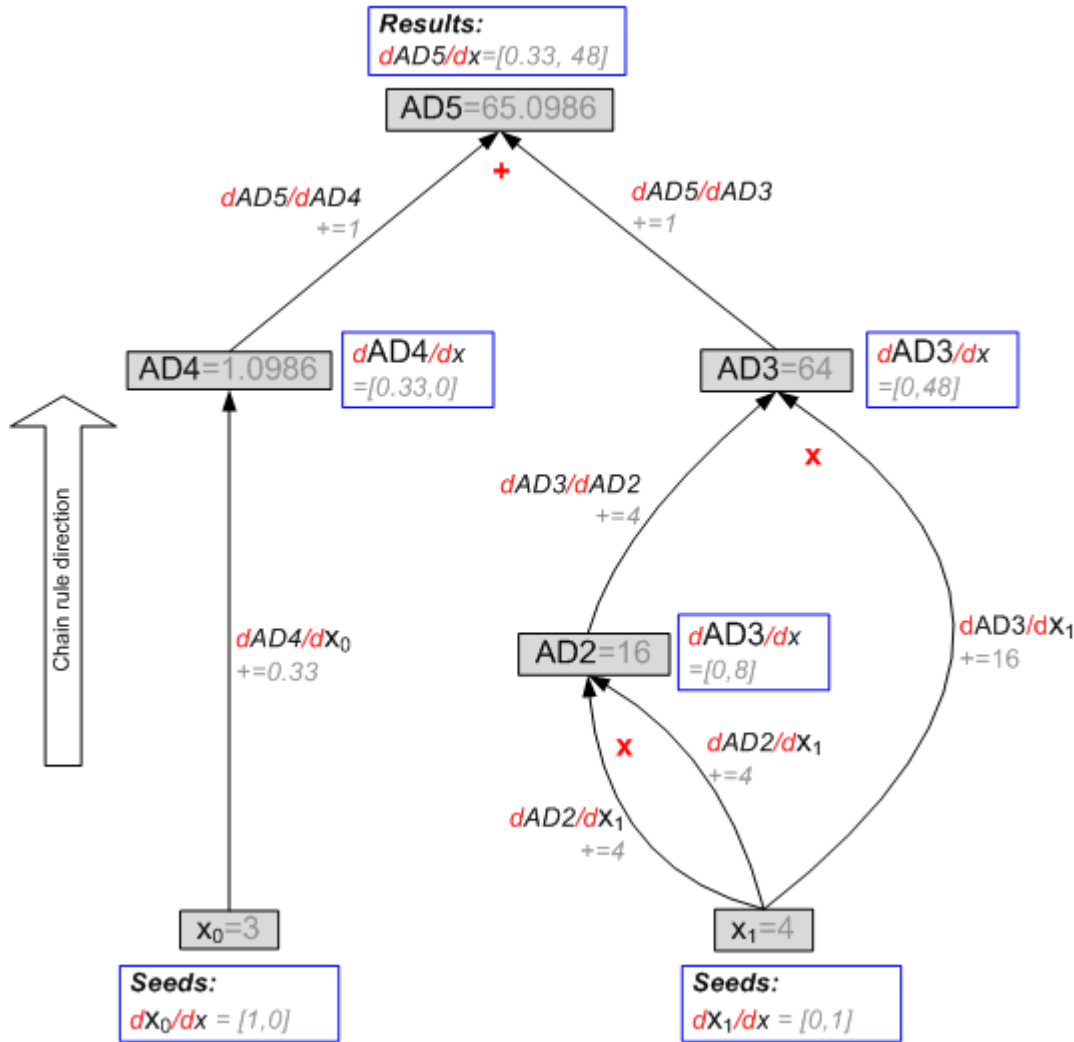 Results:
dAD5/dx=[0.33, 48]
AD5=65.0986
+
dAD5/dAD4
+=1
dAD5/dAD3
+=1
AD4=1.0986
dAD4/dx
=[0.33,0]
AD3=64
dAD3/dx
=[0,48]
x
Chain rule direction
dAD3/dAD2
+=4
dAD4/dx₀
+=0.33
AD2=16
dAD3/dx
=[0,8]
dAD3/dx₁
+=16
x
dAD2/dx₁
+=4
dAD2/dx₁
+=4
x₀=3
x₁=4
Seeds:
dx₀/dx = [1,0]
Seeds:
dx₁/dx = [0,1]